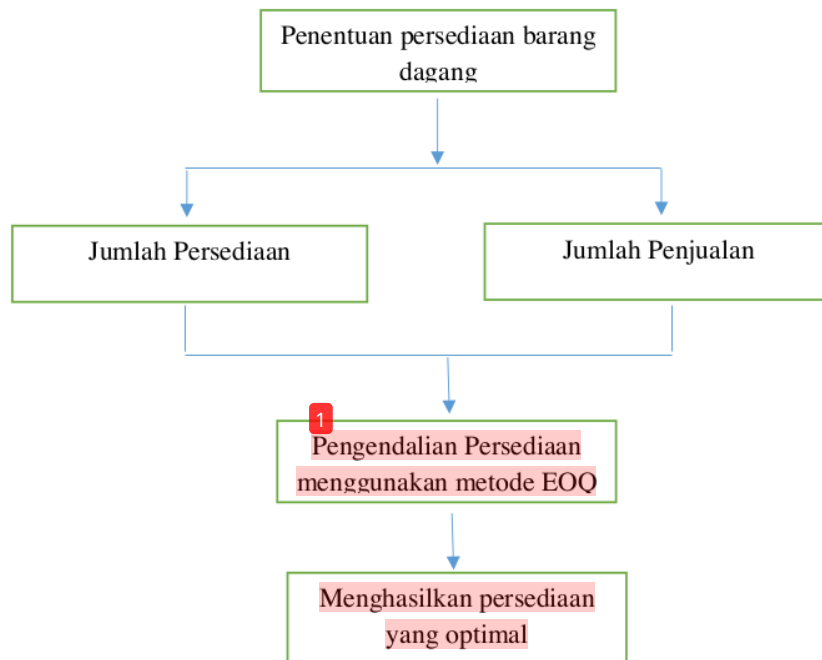 Penentuan persediaan barang
dagang
Jumlah Persediaan
Jumlah Penjualan
1
Pengendalian Persediaan
menggunakan metode EOQ
Menghasilkan persediaan
yang optimal